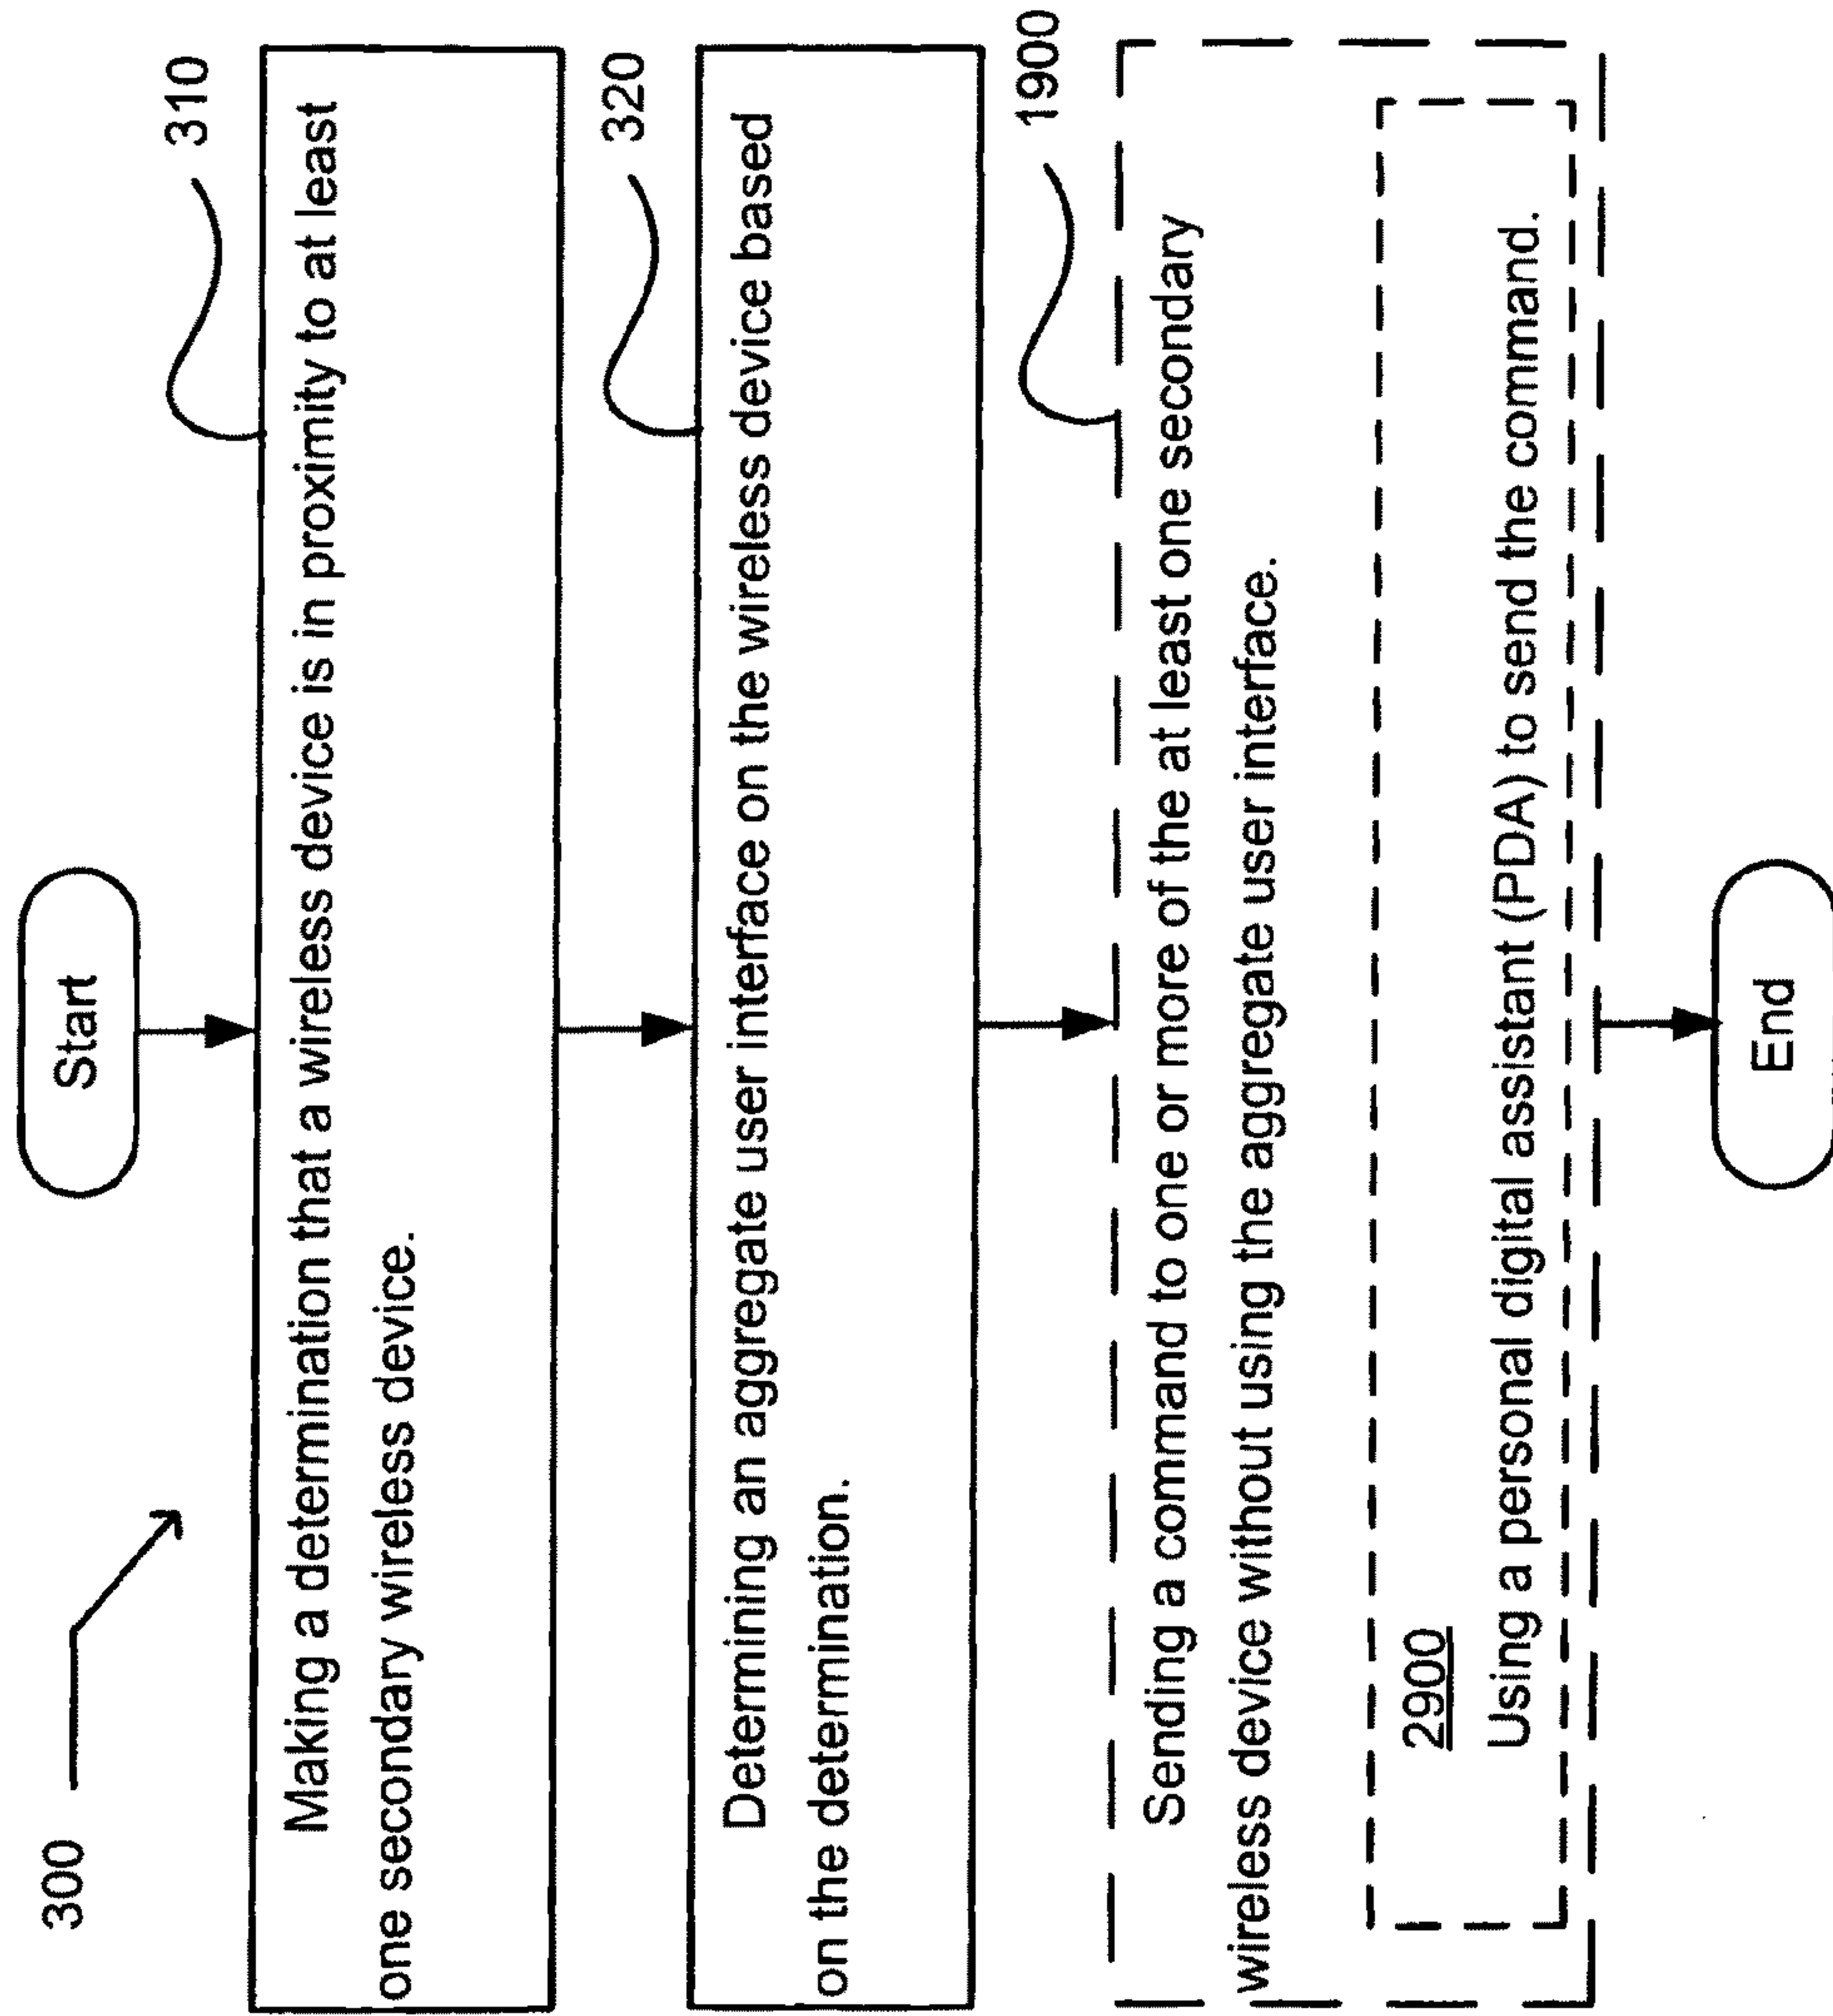 300
Start
310
Making a determination that a wireless device is in proximity to at least
one secondary wireless device.
320
Determining an aggregate user interface on the wireless device based
on the determination.
1900
Sending a command to one or more of the at least one secondary
wireless device without using the aggregate user interface.
2900
Using a personal digital assistant (PDA) to send the command.
End